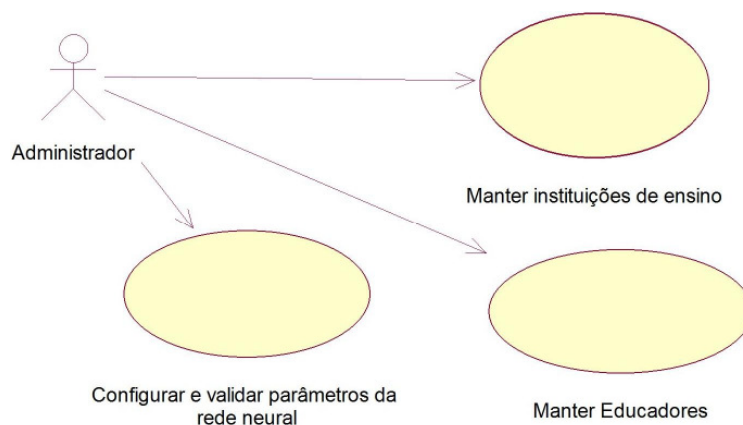 Administrador
Manter instituições de ensino
Configurar e validar parâmetros da
rede neural
Manter Educadores